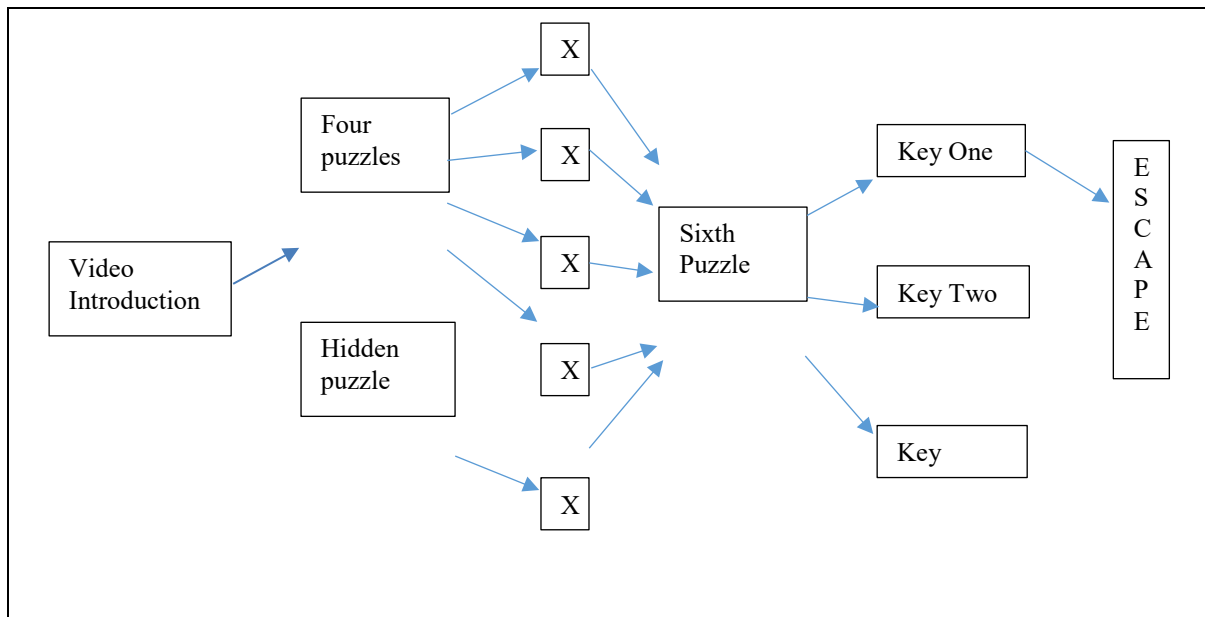 Video
Introduction
Four
puzzles
Hidden
puzzle
X
X
X
X
X
Sixth
Puzzle
Key One
Key Two
Key
E
S
C
A
P
E